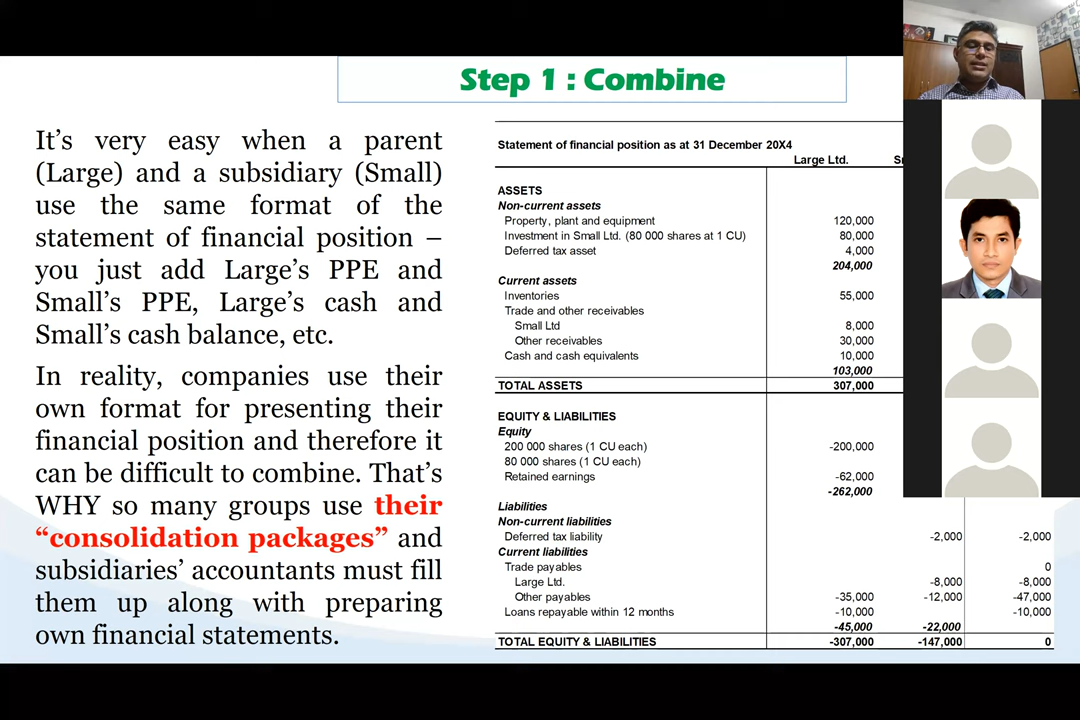 Step 1 : Combine
It’s very easy when a parent
(Large) and a subsidiary (Small)
use the same format of the
statement of financial position –
you just add Large’s PPE and
Small’s PPE, Large’s cash and
Small’s cash balance, etc.
In reality, companies use their
own format for presenting their
financial position and therefore it
can be difficult to combine. That’s
WHY so many groups use their
“consolidation packages” and
subsidiaries’ accountants must fill
them up along with preparing
own financial statements.
Statement of financial position as at 31 December 20X4
Large Ltd.
ASSETS
Non-current assets
Property, plant and equipment 120,000
Investment in Small Ltd. (80 000 shares at 1 CU) 80,000
Deferred tax asset 4,000
204,000
Current assets
Inventories 55,000
Trade and other receivables
Small Ltd 8,000
Other receivables 30,000
Cash and cash equivalents 10,000
103,000
TOTAL ASSETS 307,000
EQUITY & LIABILITIES
Equity
200 000 shares (1 CU each) -200,000
80 000 shares (1 CU each)
Retained earnings -62,000
-262,000
Liabilities
Non-current liabilities
Deferred tax liability -2,000 -2,000
Current liabilities
Trade payables 0
Large Ltd. -8,000 -8,000
Other payables -35,000 -12,000 -47,000
Loans repayable within 12 months -10,000 -10,000
-45,000 -22,000
TOTAL EQUITY & LIABILITIES -307,000 -147,000 0